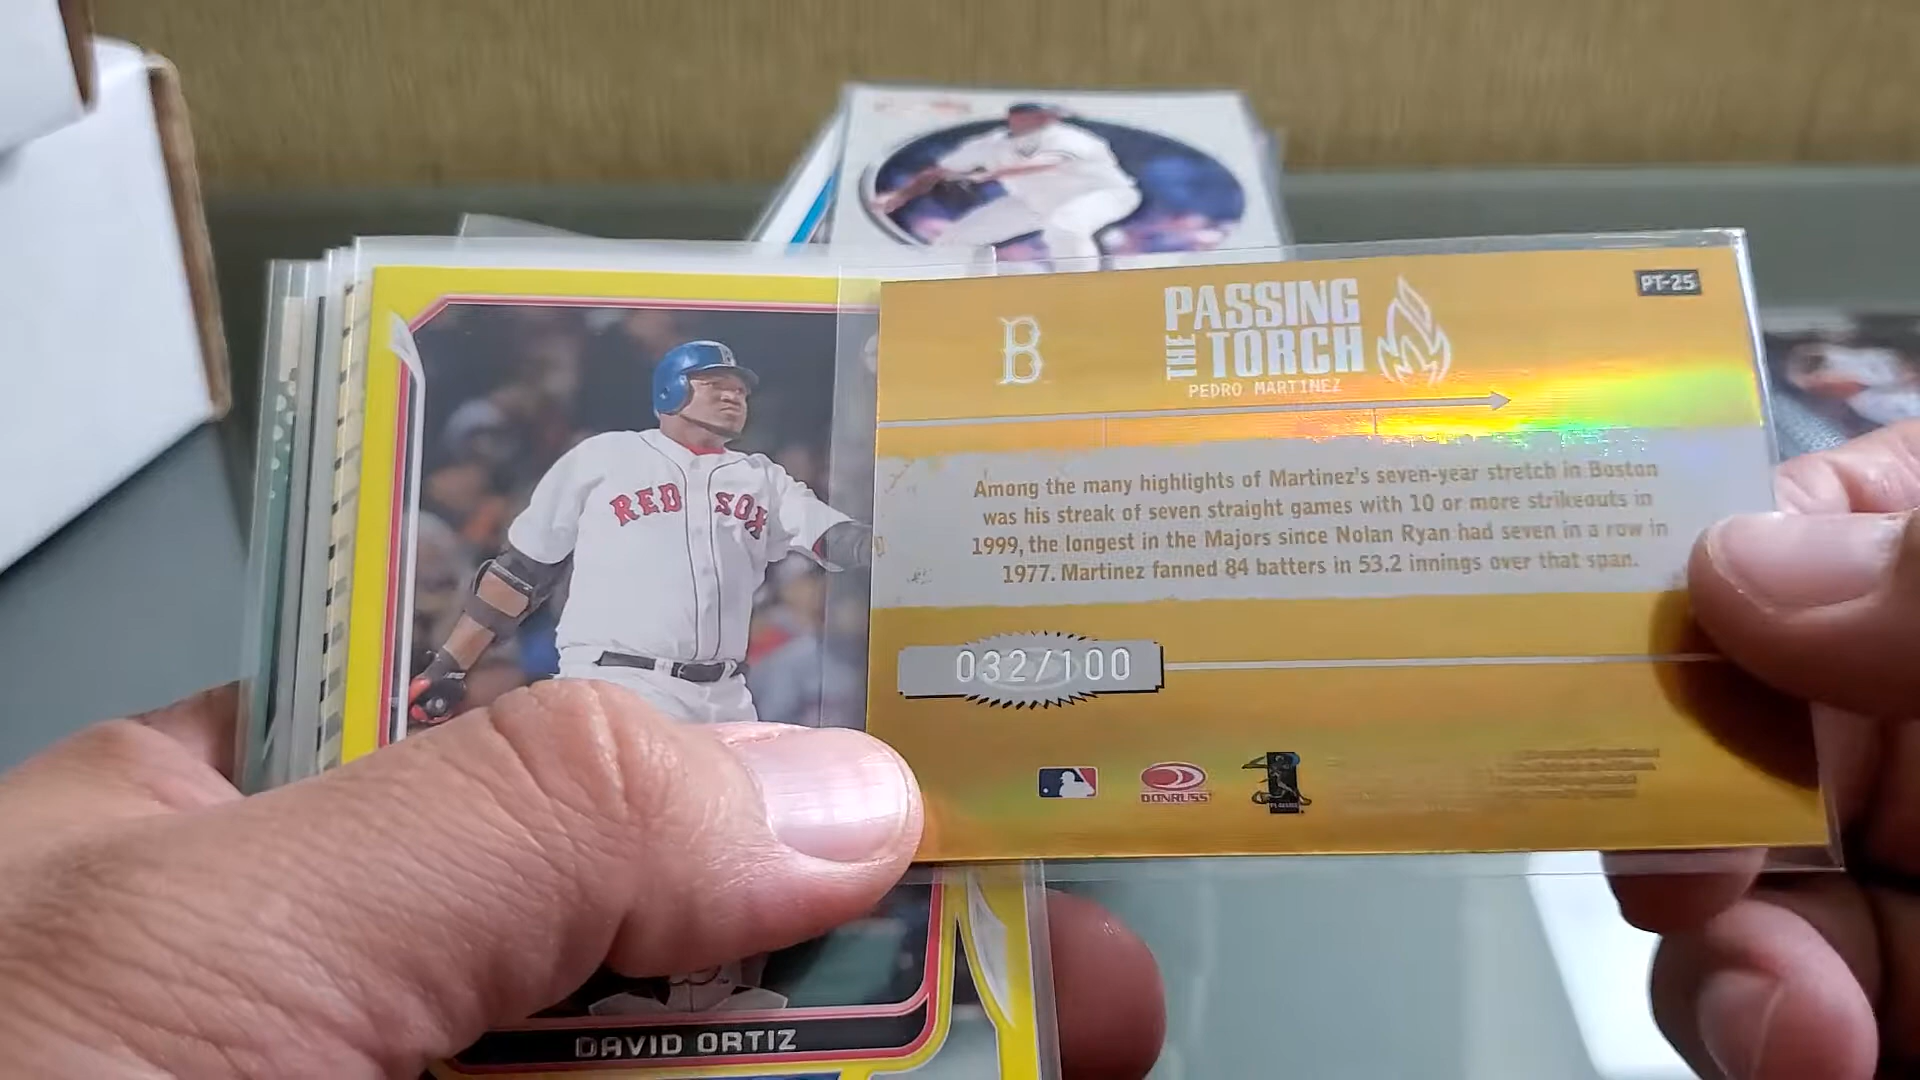 PT-25
B
PASSING
THE TORCH
PEDRO MARTINEZ
Among the many highlights of Martinez's seven-year stretch in Boston
was his streak of seven straight games with 10 or more strikeouts in
1999, the longest in the Majors since Nolan Ryan had seven in a row in
1977. Martinez fanned 84 batters in 53.2 innings over that span.
032/100
DONRUSS
RED SOX
DAVID ORTIZ